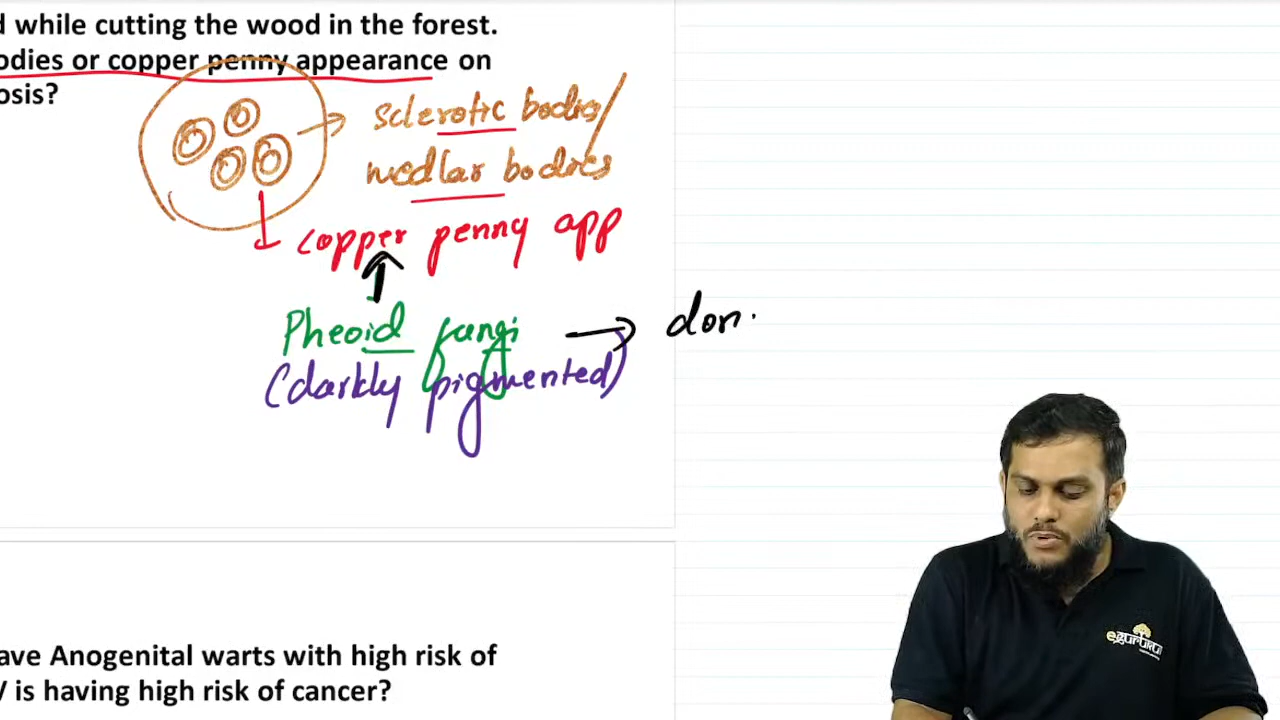 d while cutting the wood in the forest.
odies or copper penny appearance on
osis?
sclerotic bodies/
medlar bodies
copper penny app
Pheoid fungi
don.
(darkly pigmented)
egurukul
ave Anogenital warts with high risk of
V is having high risk of cancer?